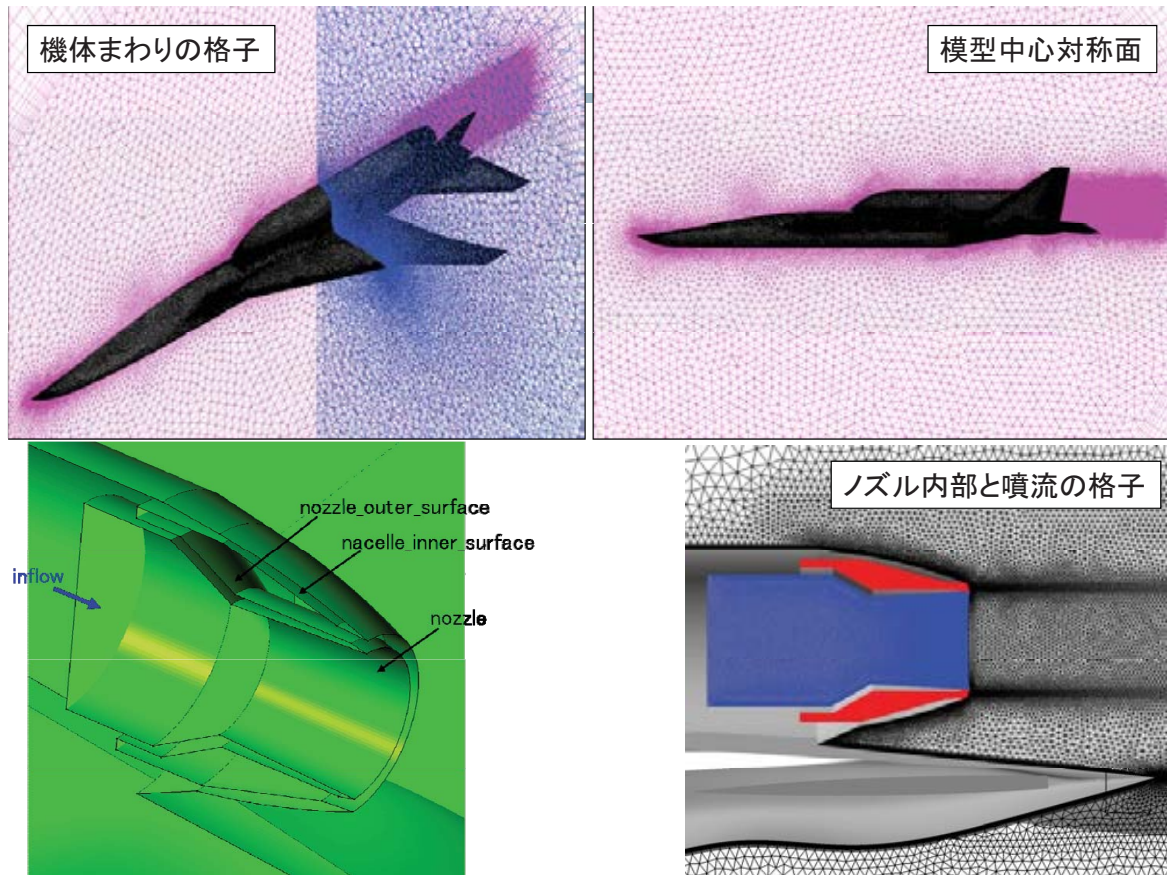 機体まわりの格子
模型中心対称面
nozzle_outer_surface
nacelle_inner_surface
inflow
nozzle
ノズル内部と噴流の格子